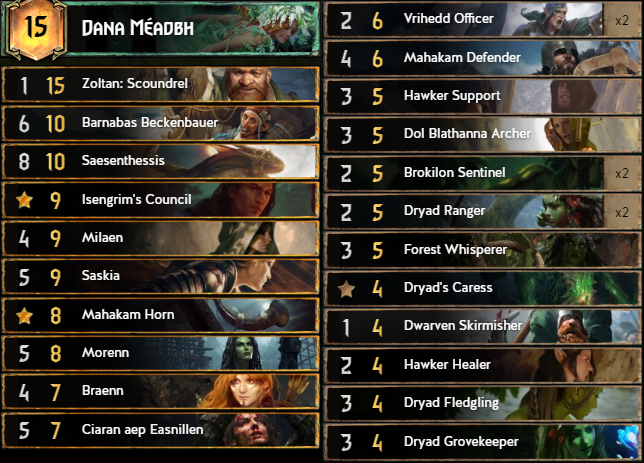 15 DANA MÉADBH
1 15 Zoltan: Scoundrel
6 10 Barnabas Beckenbauer
8 10 Saesenthessis
9 Isengrim's Council
4 9 Milaen
5 9 Saskia
8 Mahakam Horn
5 8 Morenn
4 7 Braenn
5 7 Ciaran aep Easnillen
2 6 Vrihedd Officer x2
4 6 Mahakam Defender
3 5 Hawker Support
3 5 Dol Blathanna Archer
2 5 Brokilon Sentinel x2
2 5 Dryad Ranger x2
3 5 Forest Whisperer
4 Dryad's Caress
1 4 Dwarven Skirmisher
2 4 Hawker Healer
3 4 Dryad Fledgling
3 4 Dryad Grovekeeper